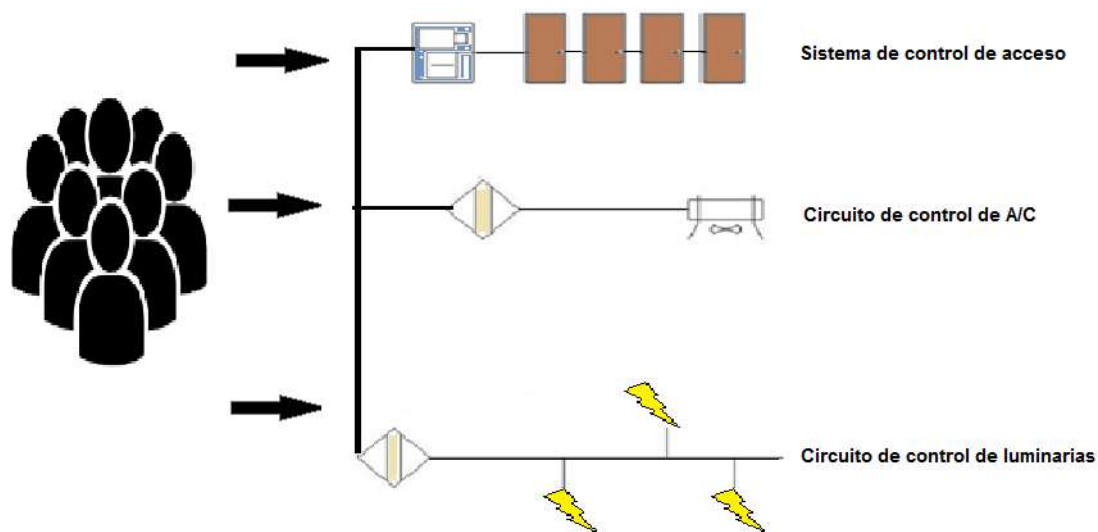 Sistema de control de acceso
Circuito de control de A/C
Circuito de control de luminarias